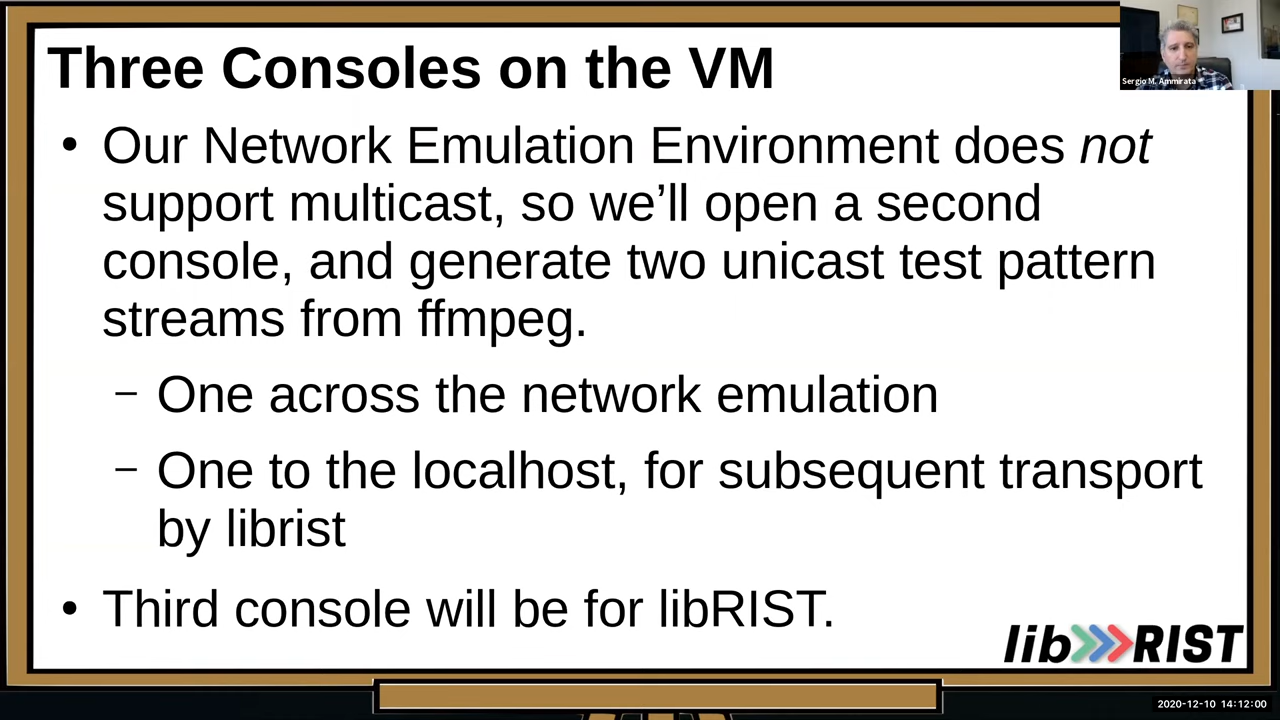 Three Consoles on the VM
Sergio M. Ammirata
• Our Network Emulation Environment does not
support multicast, so we’ll open a second
console, and generate two unicast test pattern
streams from ffmpeg.
– One across the network emulation
– One to the localhost, for subsequent transport
by librist
• Third console will be for libRIST.
lib RIST
2020-12-10 14:12:00